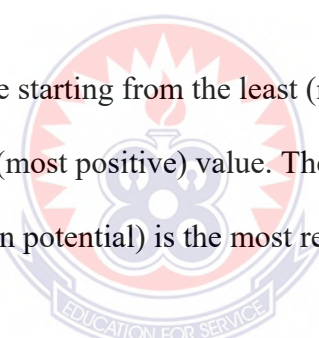 e starting from the least (
(most positive) value. The
n potential) is the most re
EDUCATION FOR SERVICE